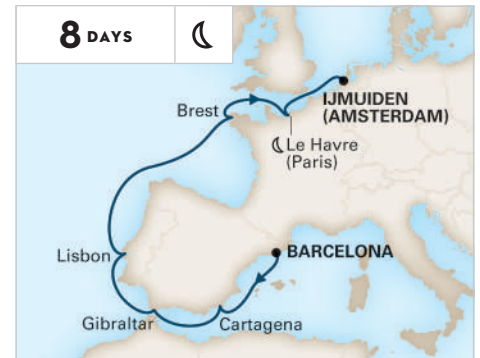 8 DAYS
Brest
IJMUIDEN
(AMSTERDAM)
Le Havre
(Paris)
Lisbon
BARCELONA
Gibraltar
Cartagena